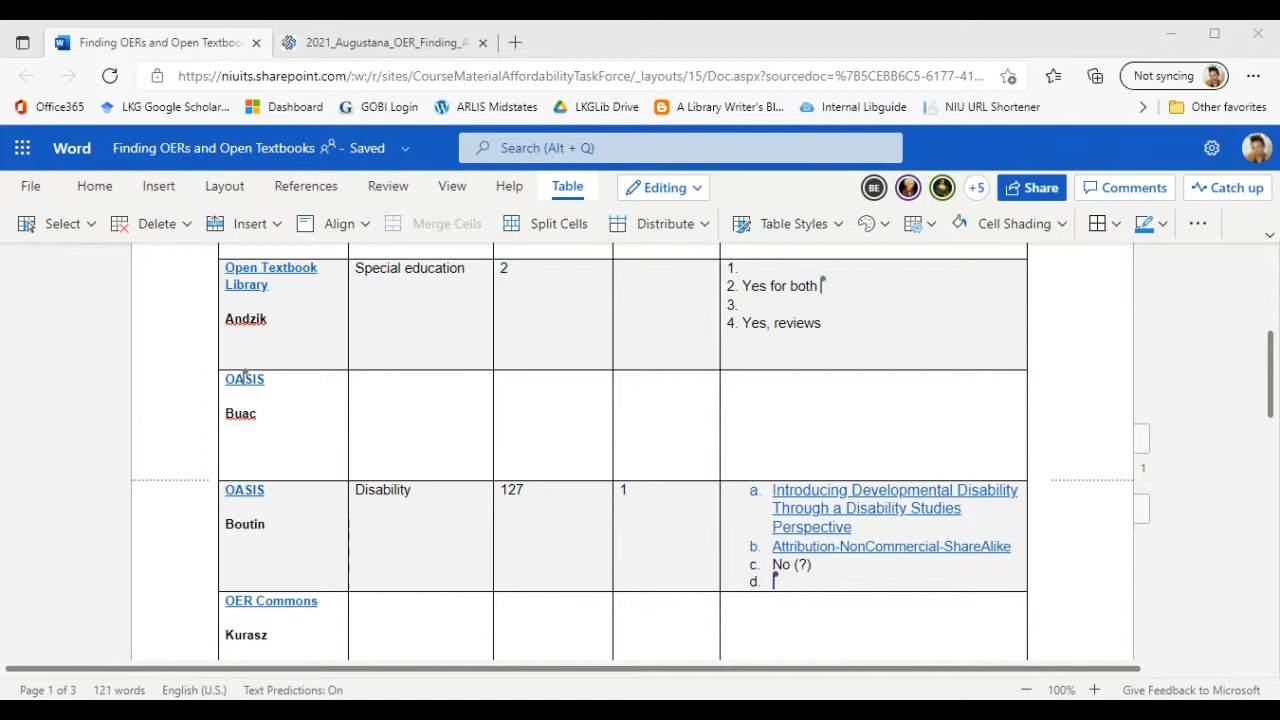 Finding OERs and Open Textboo
2021_Augustana_OER_Finding_A
https://niuits.sharepoint.com/:w:/r/sites/CourseMaterialAffordabilityTaskForce/_layouts/15/Doc.aspx?sourcedoc=%7B5CEBB6C5-6177-41...
Not syncing
Office365
LKG Google Scholar...
Dashboard
GOBI Login
ARLIS Midstates
LKGLib Drive
A Library Writer's Bl...
Internal Libguide
NIU URL Shortener
Other favorites
Word
Finding OERs and Open Textbooks - Saved
Search (Alt + Q)
File
Home
Insert
Layout
References
Review
View
Help
Table
Editing
BE
+5
Share
Comments
Catch up
Select
Delete
Insert
Align
Merge Cells
Split Cells
Distribute
Table Styles
Cell Shading
Open Textbook
Library
Andzik
Special education
2
1.
2. Yes for both
3.
4. Yes, reviews
OASIS
Buac
OASIS
Boutin
Disability
127
1
a. Introducing Developmental Disability
Through a Disability Studies
Perspective
b. Attribution-NonCommercial-ShareAlike
c. No (?)
d.
OER Commons
Kurasz
1
Page 1 of 3
121 words
English (U.S.)
Text Predictions: On
100%
Give Feedback to Microsoft